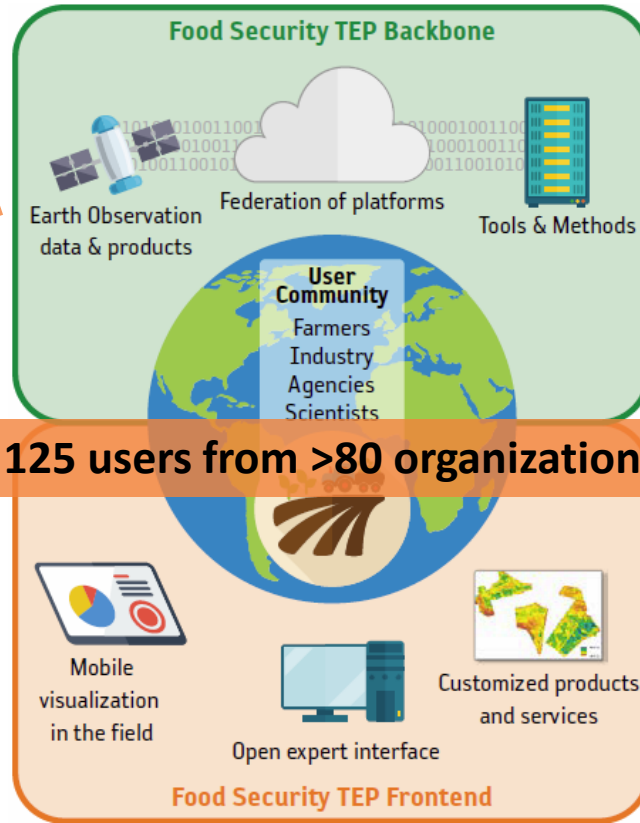 Food Security TEP Backbone
Earth Observation
data & products
Federation of platforms
Tools & Methods
User
Community
Farmers
Industry
Agencies
Scientists
125 users from >80 organization
Mobile
visualization
in the field
Open expert interface
Customized products
and services
Food Security TEP Frontend